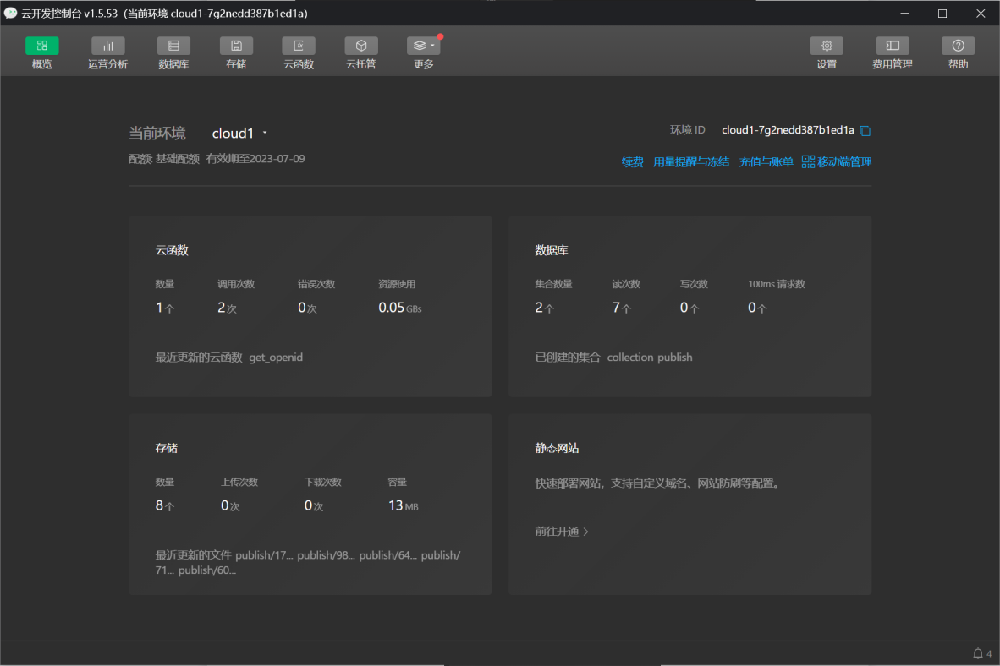 云开发控制台 v1.5.53（当前环境 cloud1-7g2nedd387b1ed1a）
概览 运营分析 数据库 存储 云函数 云托管 更多 设置 费用管理 帮助
当前环境 cloud1 环境 ID cloud1-7g2nedd387b1ed1a
配额: 基础配额 有效期至2023-07-09 续费 用量提醒与冻结 充值与账单 移动端管理
云函数
数量 调用次数 错误次数 资源使用
1个 2次 0次 0.05 GBs
最近更新的云函数 get_openid
数据库
集合数量 读次数 写次数 100ms 请求数
2个 7个 0个 0个
已创建的集合 collection publish
存储
数量 上传次数 下载次数 容量
8个 0次 0次 13 MB
最近更新的文件 publish/17... publish/98... publish/64... publish/
71... publish/60...
静态网站
快速部署网站，支持自定义域名、网站防刷等配置。
前往开通 >
4